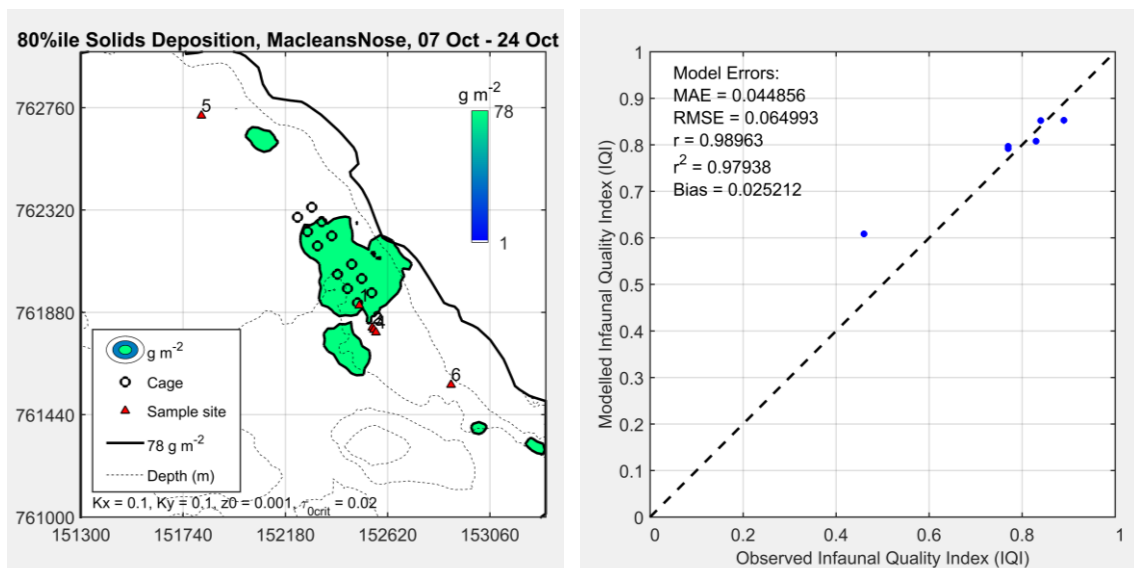 80%ile Solids Deposition, MacleansNose, 07 Oct - 24 Oct
g m-2
78
1
762760
762320
761880
761440
761000
151300 151740 152180 152620 153060
5
1
4
6
g m-2
Cage
Sample site
78 g m-2
Depth (m)
Kx = 0.1, Ky = 0.1, z0 = 0.001, τ0crit = 0.02
Modelled Infaunal Quality Index (IQI)
1
0.9
0.8
0.7
0.6
0.5
0.4
0.3
0.2
0.1
0
Model Errors:
MAE = 0.044856
RMSE = 0.064993
r = 0.98963
r2 = 0.97938
Bias = 0.025212
0 0.2 0.4 0.6 0.8 1
Observed Infaunal Quality Index (IQI)